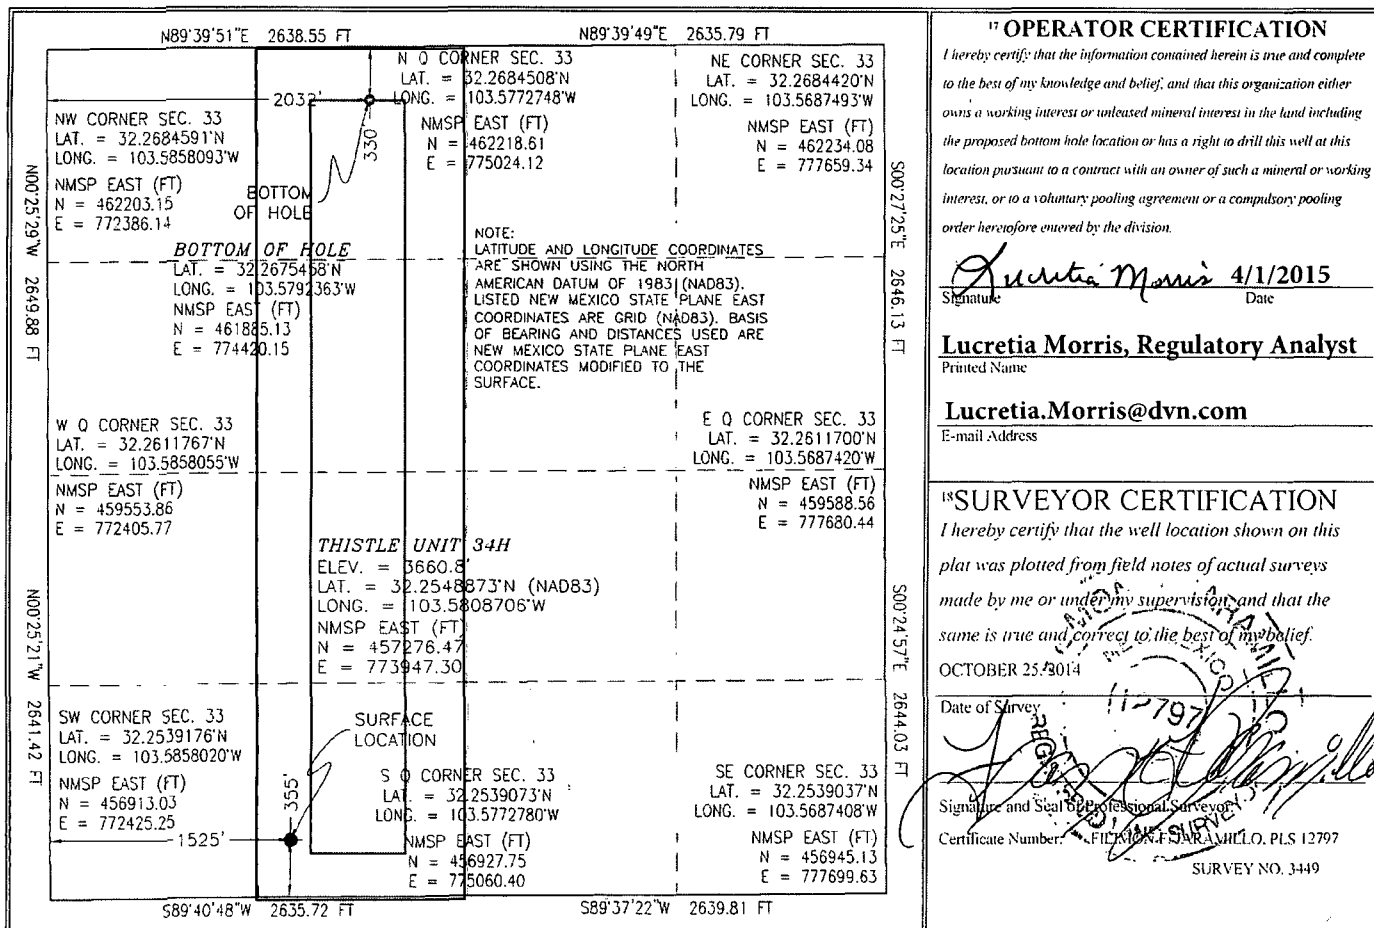 N89°39'51"E 2638.55 FT
N89°39'49"E 2635.79 FT
N Q CORNER SEC. 33
LAT. = 32.2684508°N
LONG. = 103.5772748°W
NMSP EAST (FT)
N = 462218.61
E = 775024.12
NE CORNER SEC. 33
LAT. = 32.2684420°N
LONG. = 103.5687493°W
NMSP EAST (FT)
N = 462234.08
E = 777659.34
2032'
330'
NW CORNER SEC. 33
LAT. = 32.2684591°N
LONG. = 103.5858093°W
NMSP EAST (FT)
N = 462203.15
E = 772386.14
BOTTOM
OF HOLE
N00°25'29"W 2649.88 FT
S00°27'25"E 2646.13 FT
BOTTOM OF HOLE
LAT. = 32.2675458°N
LONG. = 103.5792363°W
NMSP EAST (FT)
N = 461885.13
E = 774420.15
NOTE:
LATITUDE AND LONGITUDE COORDINATES
ARE SHOWN USING THE NORTH
AMERICAN DATUM OF 1983 (NAD83).
LISTED NEW MEXICO STATE PLANE EAST
COORDINATES ARE GRID (NAD83). BASIS
OF BEARING AND DISTANCES USED ARE
NEW MEXICO STATE PLANE EAST
COORDINATES MODIFIED TO THE
SURFACE.
W Q CORNER SEC. 33
LAT. = 32.2611767°N
LONG. = 103.5858055°W
NMSP EAST (FT)
N = 459553.86
E = 772405.77
E Q CORNER SEC. 33
LAT. = 32.2611700°N
LONG. = 103.5687420°W
NMSP EAST (FT)
N = 459588.56
E = 777680.44
THISTLE UNIT 34H
ELEV. = 3660.8'
LAT. = 32.2548873°N (NAD83)
LONG. = 103.5808706°W
NMSP EAST (FT)
N = 457276.47
E = 773947.30
N00°25'21"W 2641.42 FT
S00°24'57"E 2644.03 FT
SW CORNER SEC. 33
LAT. = 32.2539176°N
LONG. = 103.5858020°W
NMSP EAST (FT)
N = 456913.03
E = 772425.25
SURFACE
LOCATION
355'
1525'
S Q CORNER SEC. 33
LAT. = 32.2539073°N
LONG. = 103.5772780°W
NMSP EAST (FT)
N = 456927.75
E = 775060.40
SE CORNER SEC. 33
LAT. = 32.2539037°N
LONG. = 103.5687408°W
NMSP EAST (FT)
N = 456945.13
E = 777699.63
S89°40'48"W 2635.72 FT
S89°37'22"W 2639.81 FT
17 OPERATOR CERTIFICATION
I hereby certify that the information contained herein is true and complete
to the best of my knowledge and belief, and that this organization either
owns a working interest or unleased mineral interest in the land including
the proposed bottom hole location or has a right to drill this well at this
location pursuant to a contract with an owner of such a mineral or working
interest, or to a voluntary pooling agreement or a compulsory pooling
order heretofore entered by the division.
Lucretia Morris 4/1/2015
Signature Date
Lucretia Morris, Regulatory Analyst
Printed Name
Lucretia.Morris@dvn.com
E-mail Address
18 SURVEYOR CERTIFICATION
I hereby certify that the well location shown on this
plat was plotted from field notes of actual surveys
made by me or under my supervision, and that the
same is true and correct to the best of my belief.
OCTOBER 25, 2014
Date of Survey
12797
Signature and Seal of Professional Surveyor
Certificate Number: FILIMON F. JARAMILLO, PLS 12797
SURVEY NO. 3449